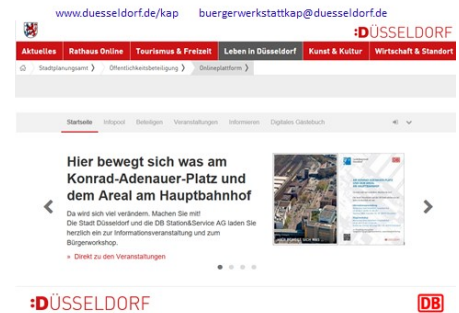 www.duesseldorf.de/kap buergerwerkstattkap@duesseldorf.de
:DÜSSELDORF
Aktuelles Rathaus Online Tourismus & Freizeit Leben in Düsseldorf Kunst & Kultur Wirtschaft & Standort
Stadtplanungsamt Öffentlichkeitsbeteiligung Onlineplattform
Startseite Infopool Beteiligen Veranstaltungen Informieren Digitales Gästebuch
Hier bewegt sich was am
Konrad-Adenauer-Platz und
dem Areal am Hauptbahnhof
Da wird sich viel verändern. Machen Sie mit!
Die Stadt Düsseldorf und die DB Station&Service AG laden Sie
herzlich ein zur Informationsveranstaltung und zum
Bürgerworkshop.
» Direkt zu den Veranstaltungen
:DÜSSELDORF
DB